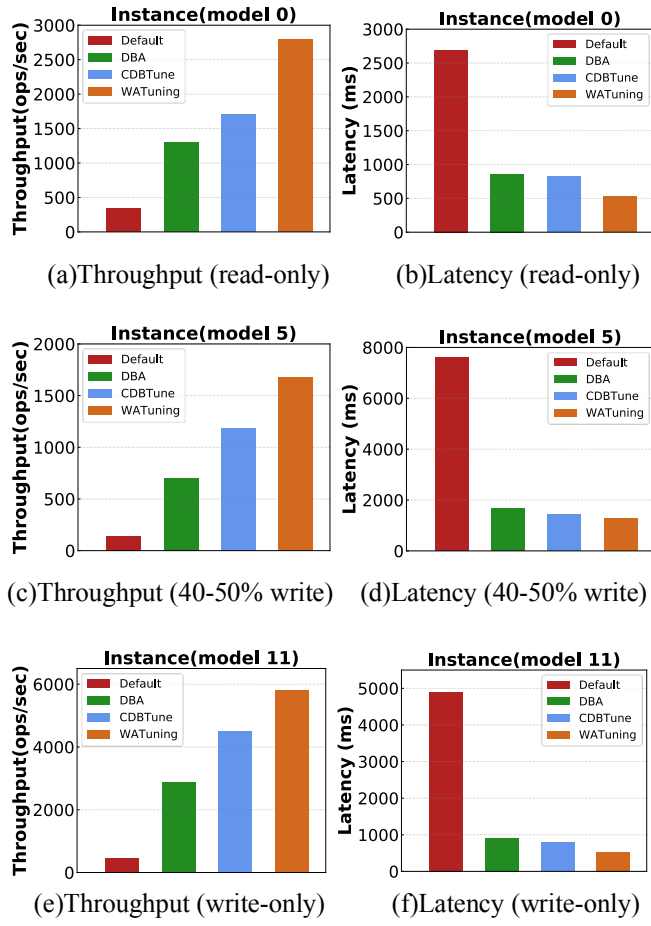 Instance(model 0)
Throughput(ops/sec)
3000
2500
2000
1500
1000
500
0
Default
DBA
CDBTune
WATuning
(a)Throughput (read-only)
Instance(model 0)
Latency (ms)
3000
2500
2000
1500
1000
500
0
Default
DBA
CDBTune
WATuning
(b)Latency (read-only)
Instance(model 5)
Throughput(ops/sec)
2000
1500
1000
500
0
Default
DBA
CDBTune
WATuning
(c)Throughput (40-50% write)
Instance(model 5)
Latency (ms)
8000
6000
4000
2000
0
Default
DBA
CDBTune
WATuning
(d)Latency (40-50% write)
Instance(model 11)
Throughput(ops/sec)
6000
4000
2000
0
Default
DBA
CDBTune
WATuning
(e)Throughput (write-only)
Instance(model 11)
Latency (ms)
5000
4000
3000
2000
1000
0
Default
DBA
CDBTune
WATuning
(f)Latency (write-only)